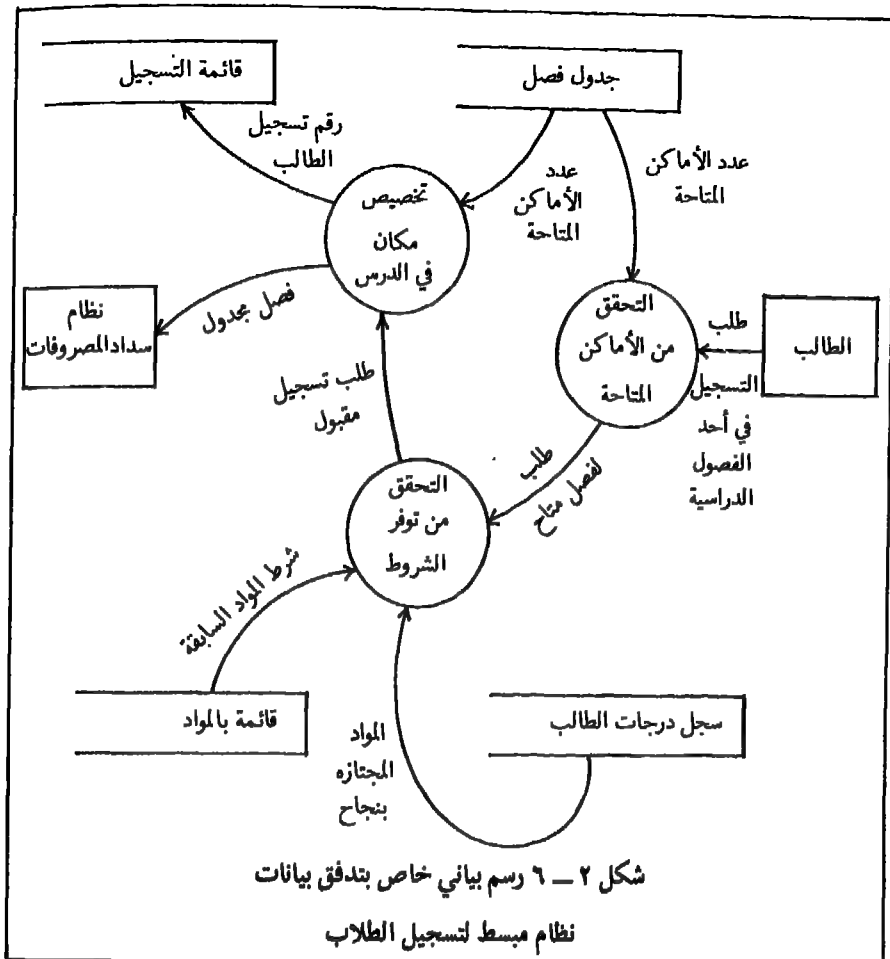 جدول فصل
قائمة التسجيل
عدد الأماكن
المتاحة
عدد
الأماكن
المتاحة
رقم تسجيل
الطالب
تخصيص
مكان
في الدرس
الطالب
طلب
التسجيل
في أحد
الفصول
الدراسية
التحقق
من الأماكن
المتاحة
فصل مجدول
نظام
سداد المصروفات
طلب تسجيل
مقبول
طلب
لفصل متاح
التحقق
من توفر
الشروط
شرط المواد السابقة
سجل درجات الطالب
قائمة بالمواد
المواد
المجتازه
بنجاح
شكل ٢ – ٦ رسم بياني خاص بتدفق بيانات
نظام مبسط لتسجيل الطلاب